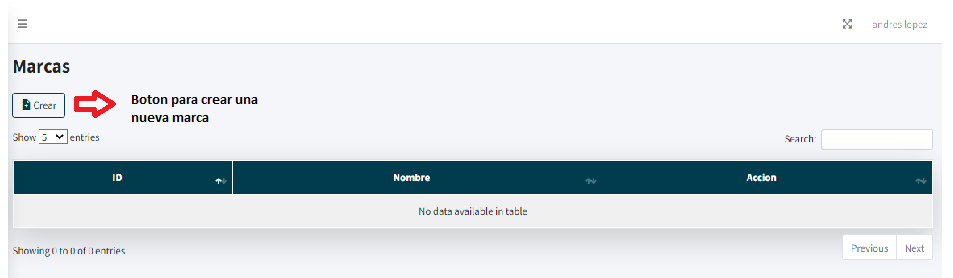 andres lopez
Marcas
Crear
Boton para crear una
nueva marca
Show 5 entries
Search:
ID Nombre Accion
No data available in table
Showing 0 to 0 of 0 entries
Previous Next